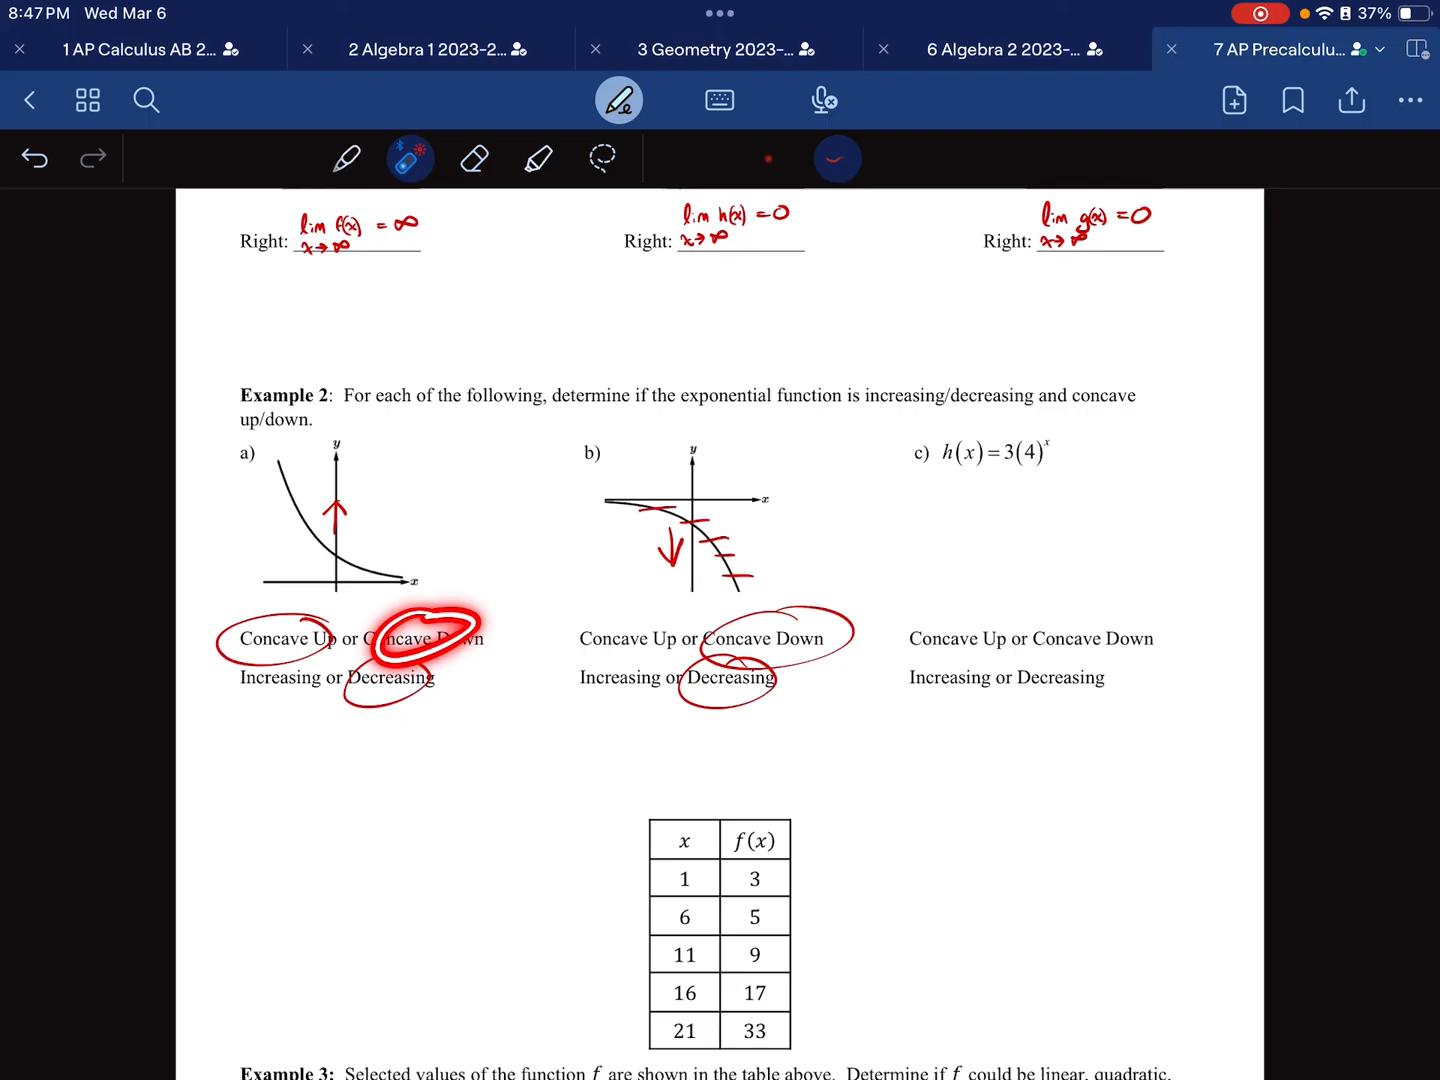 8:47 PM Wed Mar 6
37%
1 AP Calculus AB 2...
2 Algebra 1 2023-2...
3 Geometry 2023-...
6 Algebra 2 2023-...
7 AP Precalculu...
Right: lim f(x) = ∞
x→∞
Right: lim h(x) = 0
x→∞
Right: lim g(x) = 0
x→∞
Example 2: For each of the following, determine if the exponential function is increasing/decreasing and concave
up/down.
a)
y
x
b)
y
x
c) h(x) = 3(4)^x
Concave Up or Concave Down
Increasing or Decreasing
Concave Up or Concave Down
Increasing or Decreasing
Concave Up or Concave Down
Increasing or Decreasing
x f(x)
1 3
6 5
11 9
16 17
21 33
Example 3: Selected values of the function f are shown in the table above. Determine if f could be linear, quadratic,